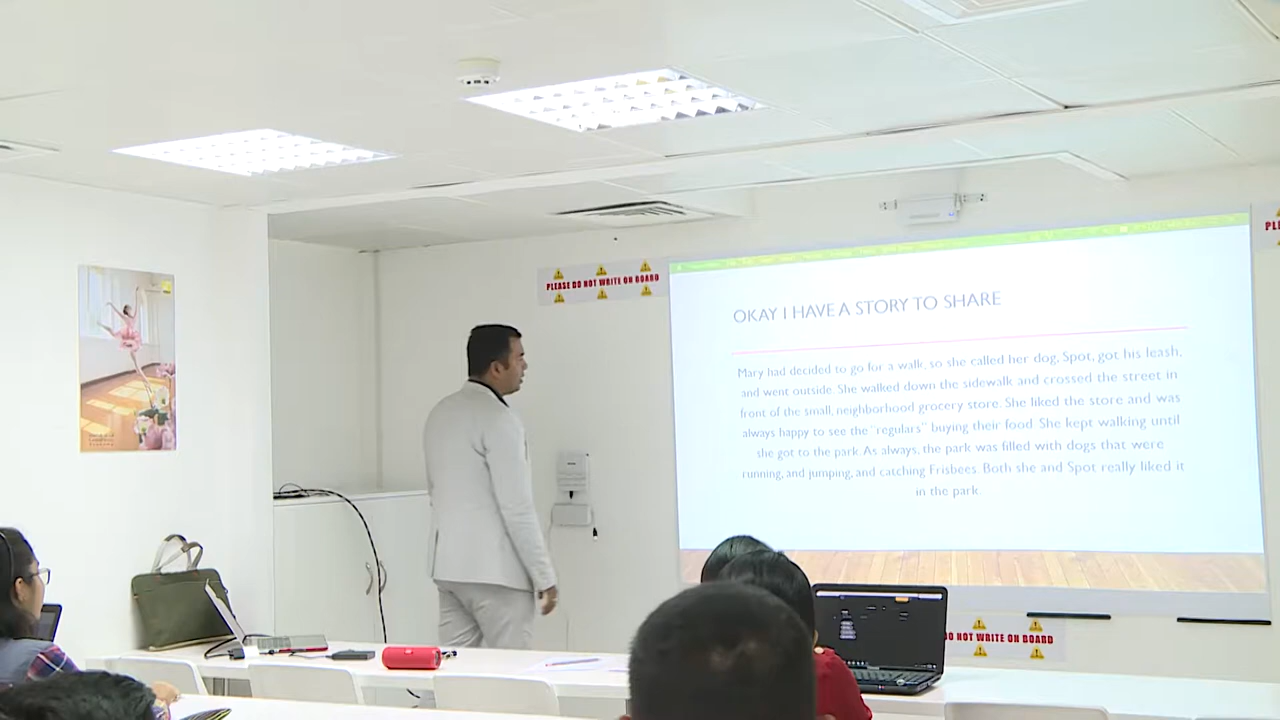 PLEASE DO NOT WRITE ON BOARD
PL
OKAY I HAVE A STORY TO SHARE
Mary had decided to go for a walk, so she called her dog, Spot, got his leash,
and went outside. She walked down the sidewalk and crossed the street in
front of the small, neighborhood grocery store. She liked the store and was
always happy to see the "regulars" buying their food. She kept walking until
she got to the park. As always, the park was filled with dogs that were
running, and jumping, and catching Frisbees. Both she and Spot really liked it
in the park.
DO NOT WRITE ON BOARD